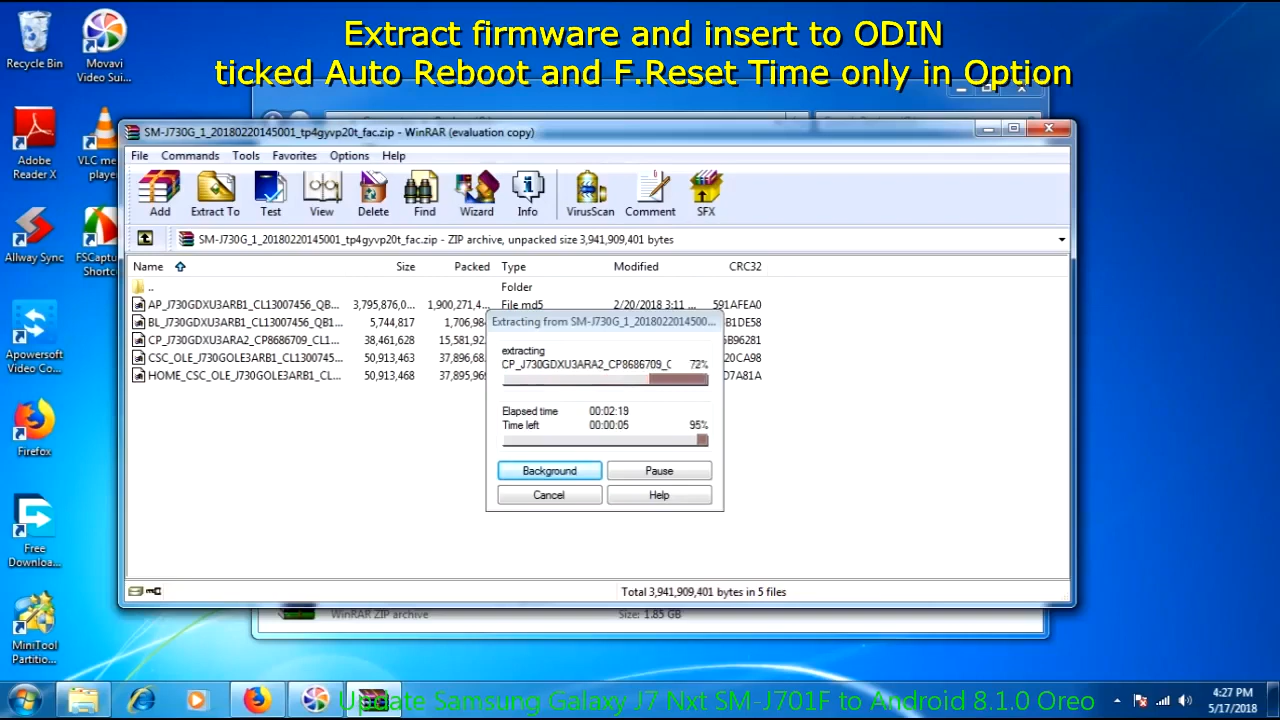 Extract firmware and insert to ODIN
ticked Auto Reboot and F.Reset Time only in Option
Recycle Bin
Movavi
Video Sui...
Adobe
Reader X
VLC me
player
Allway Sync
FSCaptur
Shortc
Apowersoft
Video Co...
Firefox
Free
Downloa...
MiniTool
Partitio...
SM-J730G_1_20180220145001_tp4gyvp20t_fac.zip - WinRAR (evaluation copy)
File Commands Tools Favorites Options Help
Add Extract To Test View Delete Find Wizard Info VirusScan Comment SFX
SM-J730G_1_20180220145001_tp4gyvp20t_fac.zip - ZIP archive, unpacked size 3,941,909,401 bytes
Name Size Packed Type Modified CRC32
.. Folder
AP_J730GDXU3ARB1_CL13007456_QB... 3,795,876,0... 1,900,271,4... File md5 2/20/2018 3:11 ... 591AFEA0
BL_J730GDXU3ARB1_CL13007456_QB1... 5,744,817 1,706,984 B1DE58
CP_J730GDXU3ARA2_CP8686709_CL1... 38,461,628 15,581,92 B96281
CSC_OLE_J730GOLE3ARB1_CL1300745... 50,913,463 37,896,68 20CA98
HOME_CSC_OLE_J730GOLE3ARB1_CL... 50,913,468 37,895,96 D7A81A
Extracting from SM-J730G_1_2018022014500...
extracting
CP_J730GDXU3ARA2_CP8686709_C 72%
Elapsed time 00:02:19
Time left 00:00:05 95%
Background Pause
Cancel Help
Total 3,941,909,401 bytes in 5 files
WinRAR ZIP archive Size: 1.85 GB
Update Samsung Galaxy J7 Nxt SM-J701F to Android 8.1.0 Oreo
4:27 PM
5/17/2018